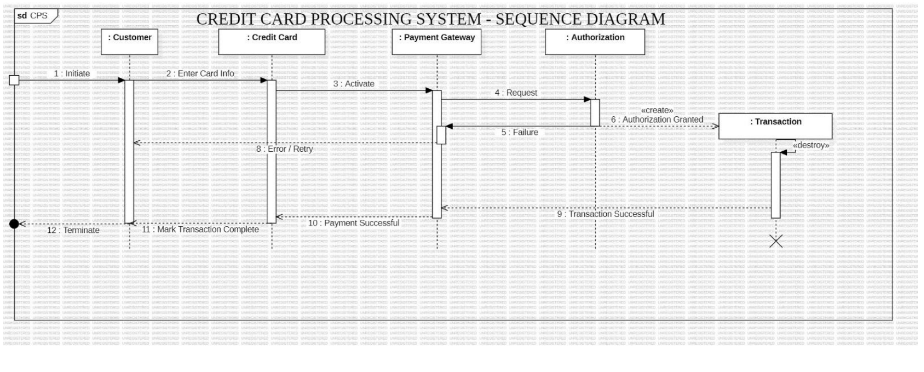 sd CPS
CREDIT CARD PROCESSING SYSTEM - SEQUENCE DIAGRAM
: Customer
: Credit Card
: Payment Gateway
: Authorization
1 : Initiate
2 : Enter Card Info
3 : Activate
4 : Request
«create»
6 : Authorization Granted
: Transaction
5 : Failure
«destroy»
8 : Error / Retry
9 : Transaction Successful
10 : Payment Successful
11 : Mark Transaction Complete
12 : Terminate